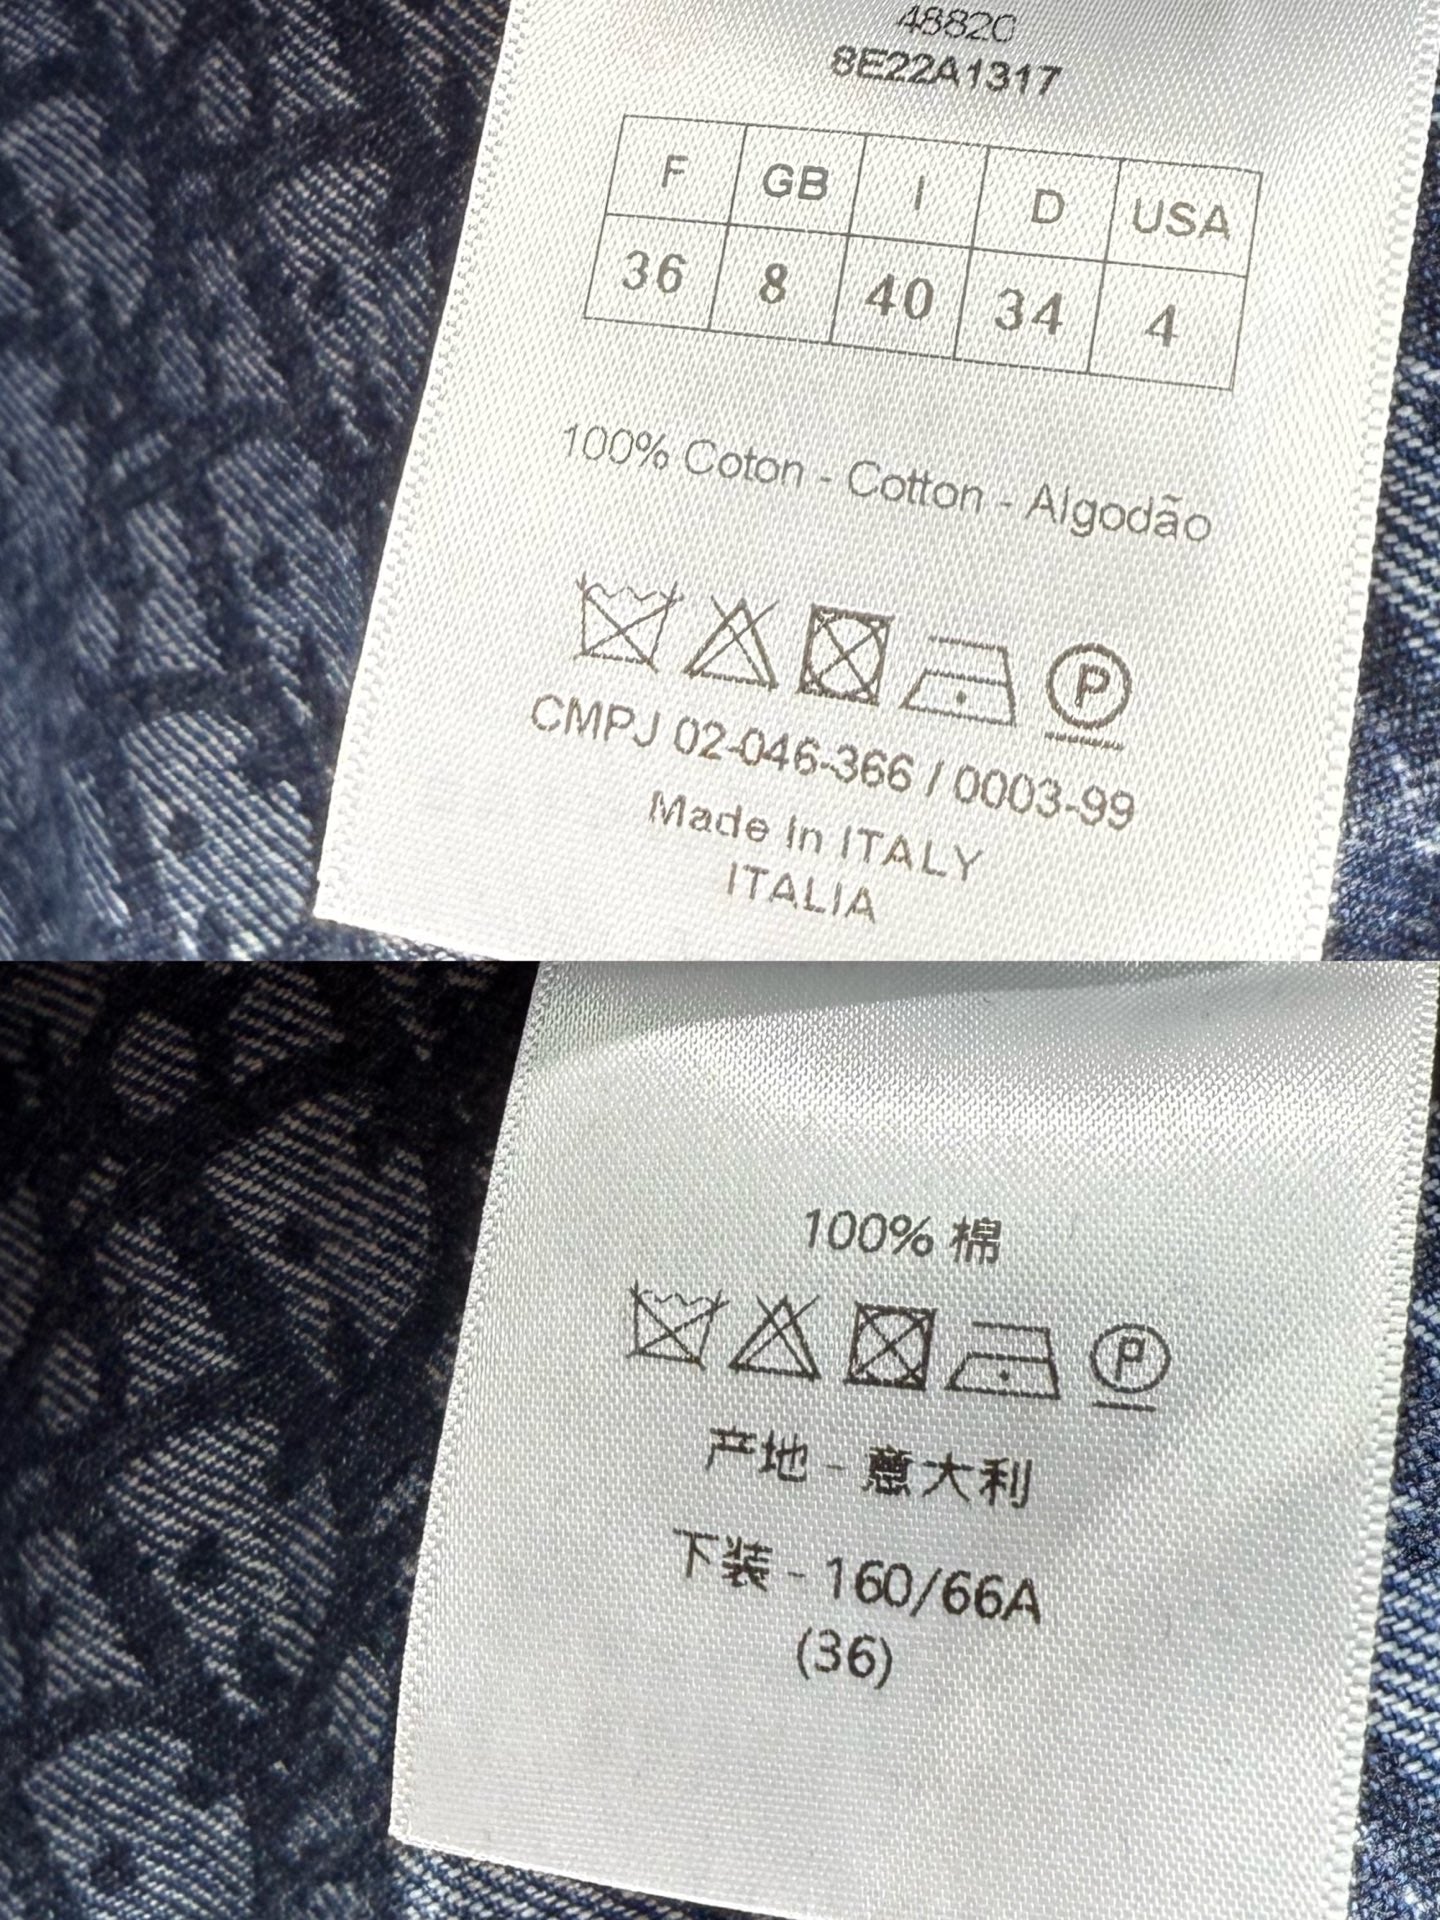 48820
8E22A1317
F GB I D USA
36 8 40 34 4
100% Coton - Cotton - Algodão
P
CMPJ 02-046-366 / 0003-99
Made In ITALY
ITALIA
100% 棉
P
产地 - 意大利
下装 - 160/66A
(36)